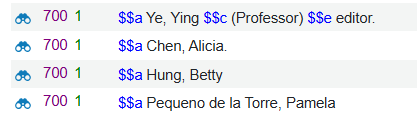 700 1 $$a Ye, Ying $$c (Professor) $$e editor.
700 1 $$a Chen, Alicia.
700 1 $$a Hung, Betty
700 1 $$a Pequeno de la Torre, Pamela